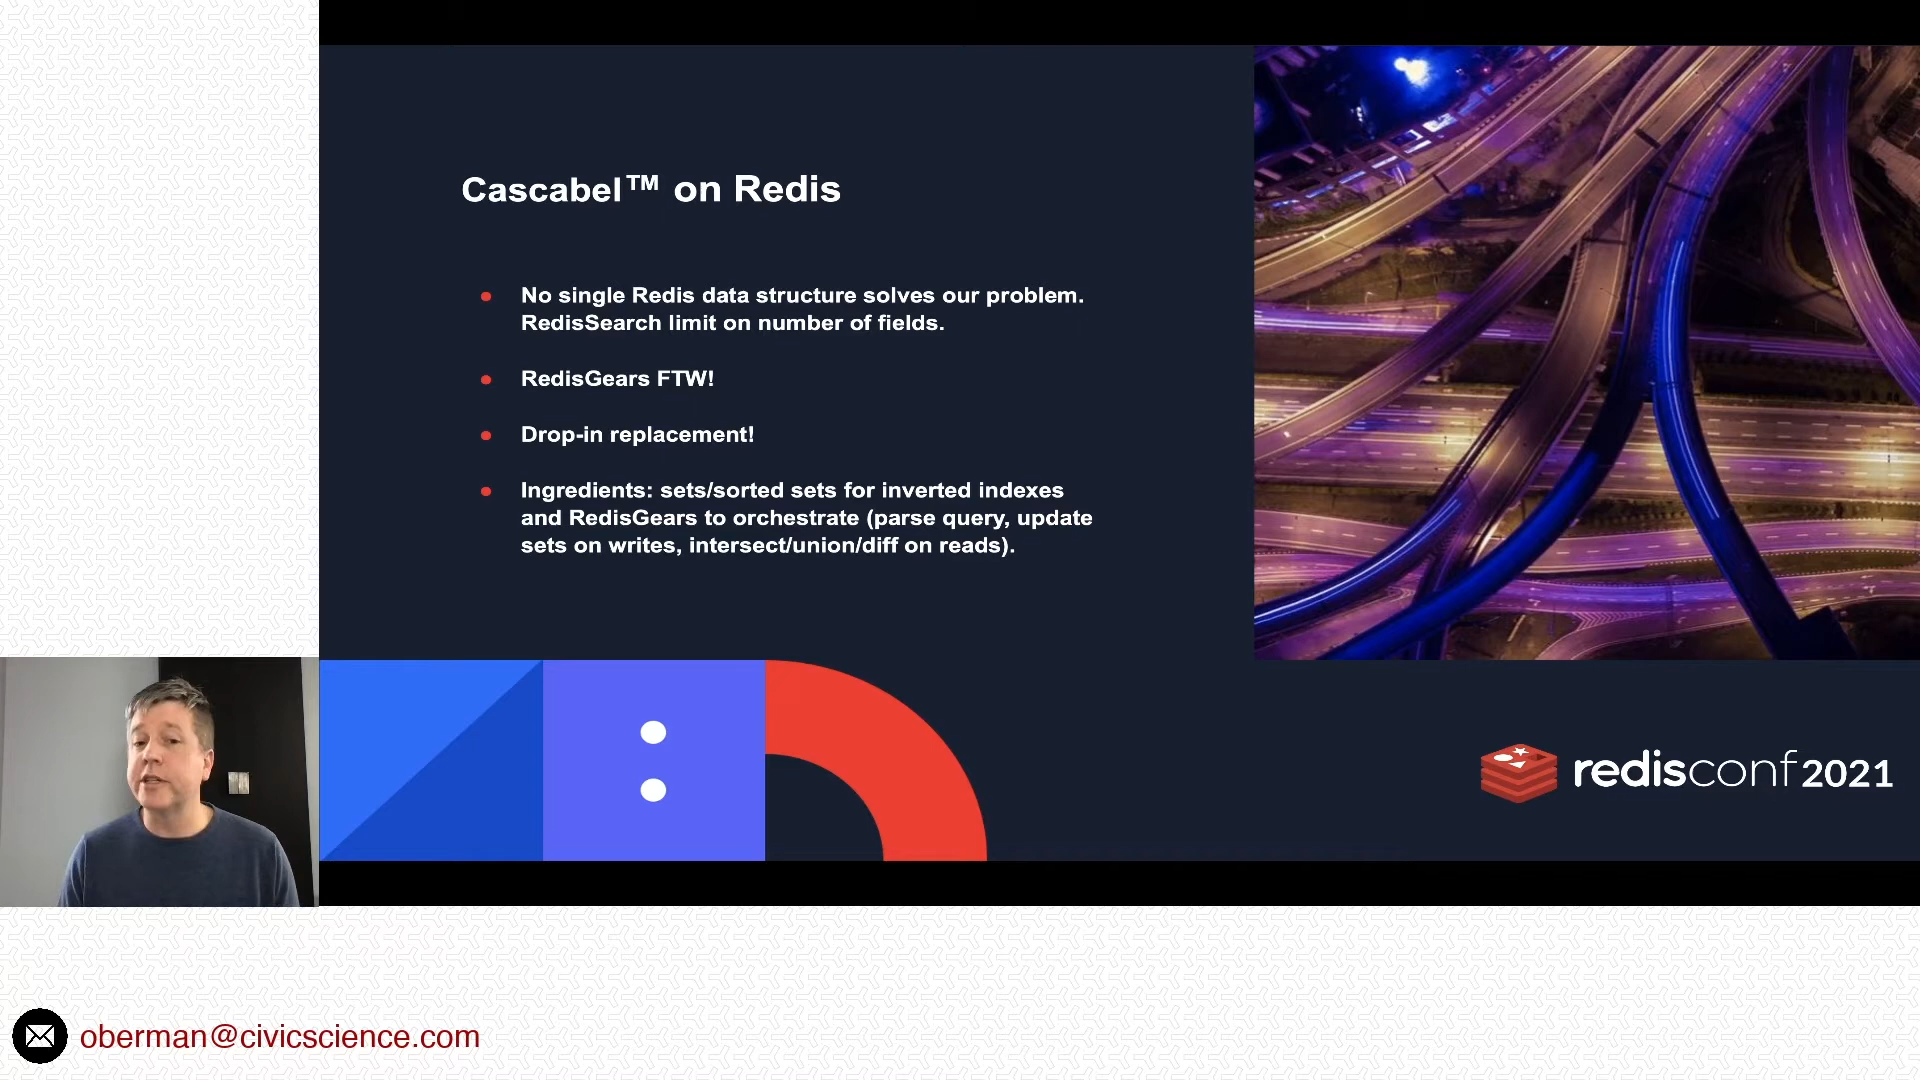 Cascabel™ on Redis
No single Redis data structure solves our problem.
RedisSearch limit on number of fields.
RedisGears FTW!
Drop-in replacement!
Ingredients: sets/sorted sets for inverted indexes
and RedisGears to orchestrate (parse query, update
sets on writes, intersect/union/diff on reads).
redisconf 2021
oberman@civicscience.com